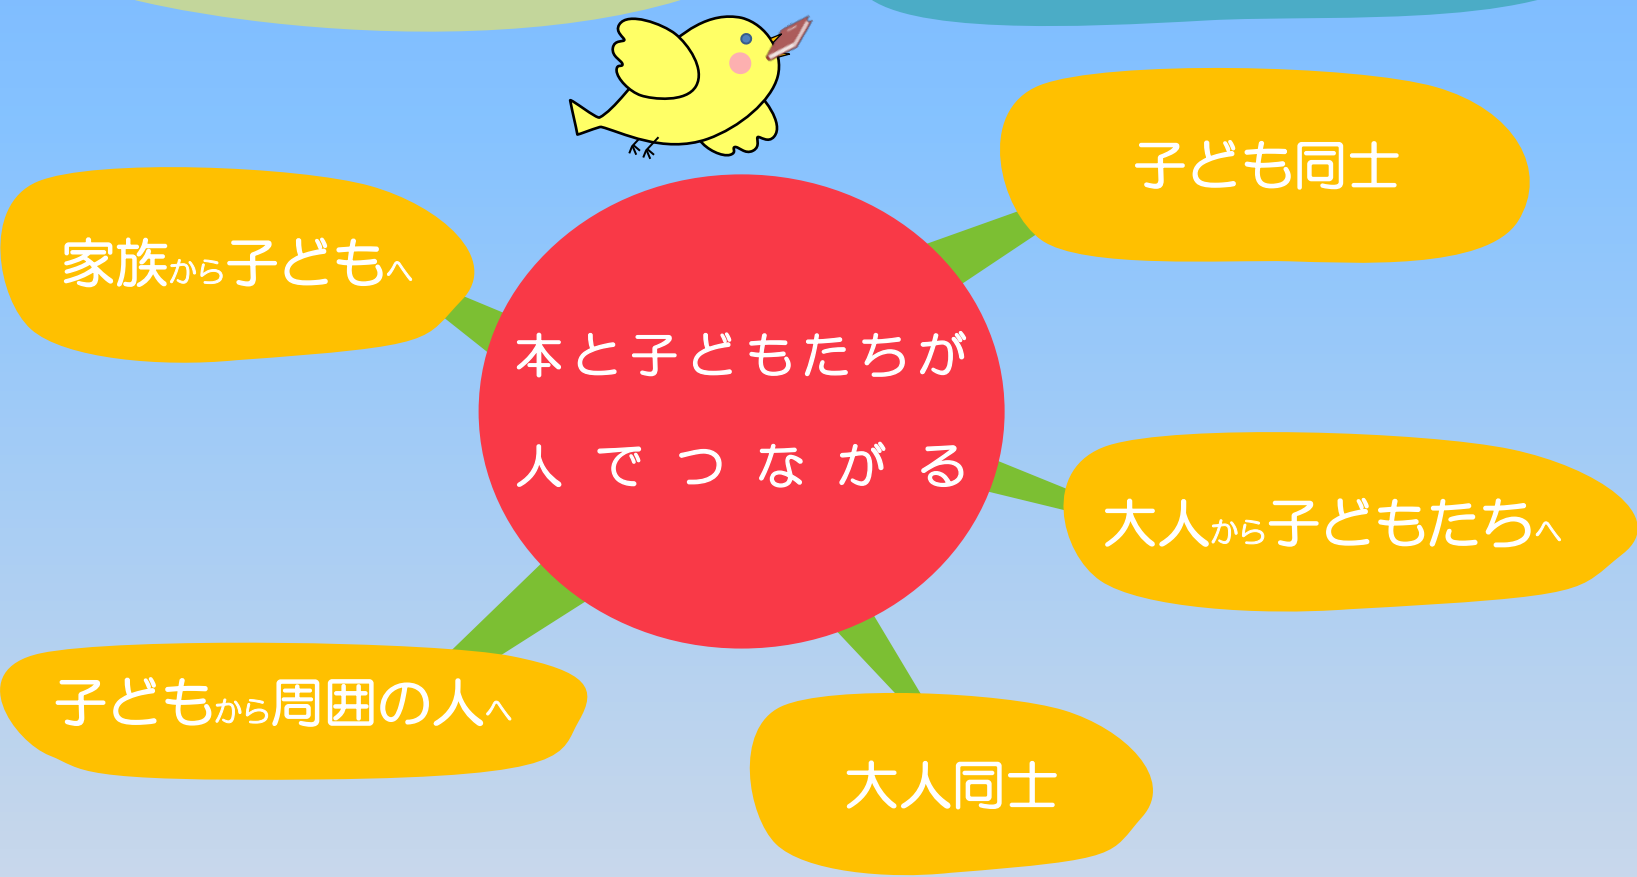 子ども同士
家族から子どもへ
本と子どもたちが
人でつながる
大人から子どもたちへ
子どもから周囲の人へ
大人同士